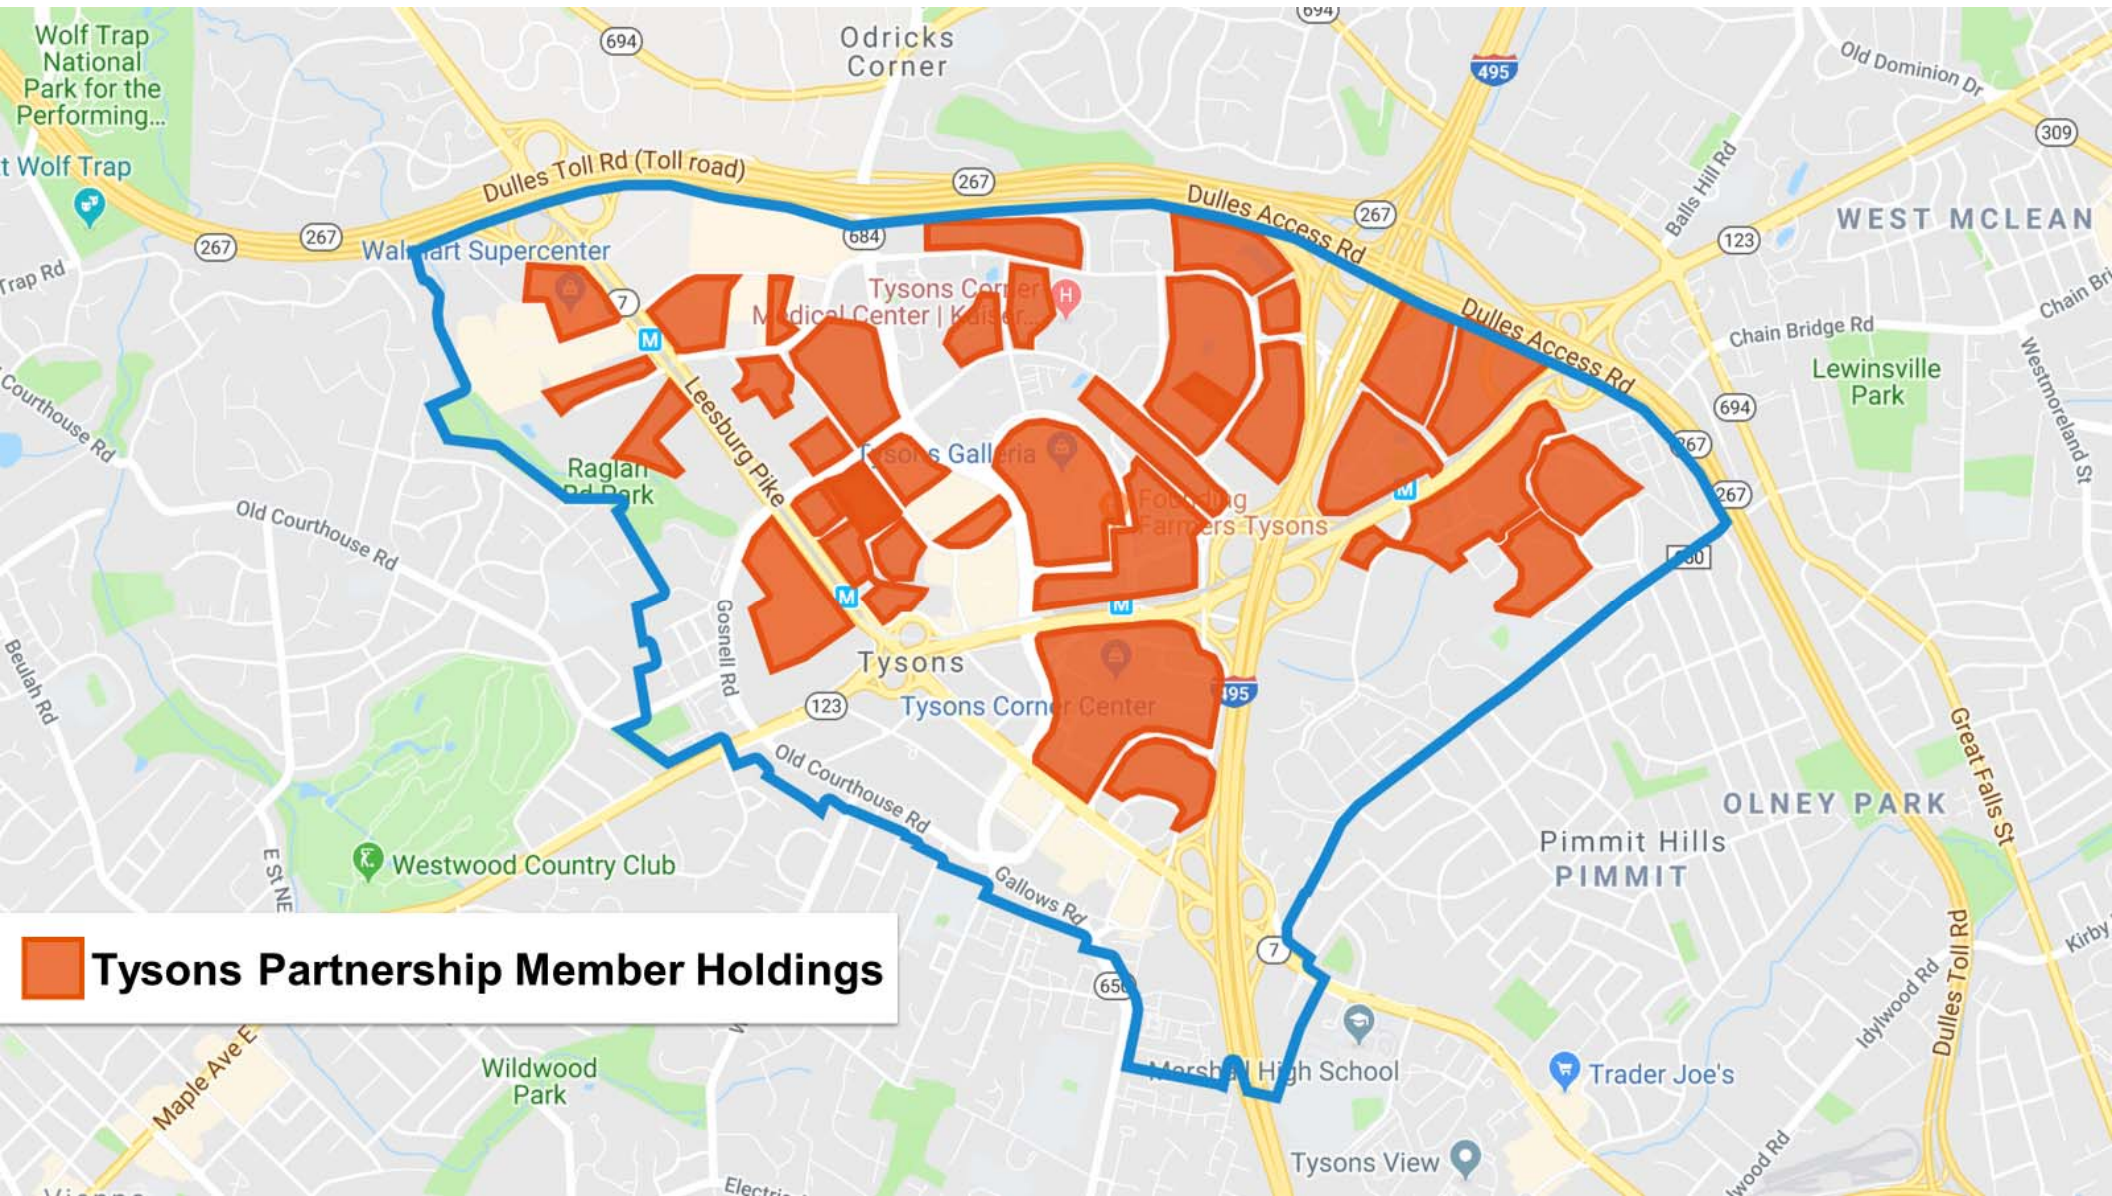 Wolf Trap
National
Park for the
Performing...
t Wolf Trap
694
Odricks
Corner
694
495
Old Dominion Dr
309
Balls Hill Rd
WEST MCLEAN
123
Dulles Toll Rd (Toll road)
267
267
267
Dulles Access Rd
267
Walmart Supercenter
684
Trap Rd
Chain Bri
7
M
Tysons Corner
Medical Center | Kaiser...
H
Dulles Access Rd
Chain Bridge Rd
Lewinsville
Park
Westmoreland St
Courthouse Rd
Leesburg Pike
694
267
267
Tysons Galleria
Raglan
Rd Park
Founding
Farmers Tysons
M
Old Courthouse Rd
M
M
Gosnell Rd
Beulah Rd
Tysons
123
Tysons Corner Center
495
Old Courthouse Rd
Great Falls St
OLNEY PARK
Pimmit Hills
PIMMIT
Westwood Country Club
E St NE
Gallows Rd
7
Kirby
Tysons Partnership Member Holdings
Dulles Toll Rd
Idylwood Rd
Maple Ave E
Wildwood
Park
Marshall High School
Trader Joe's
Tysons View
wood Rd
Electric